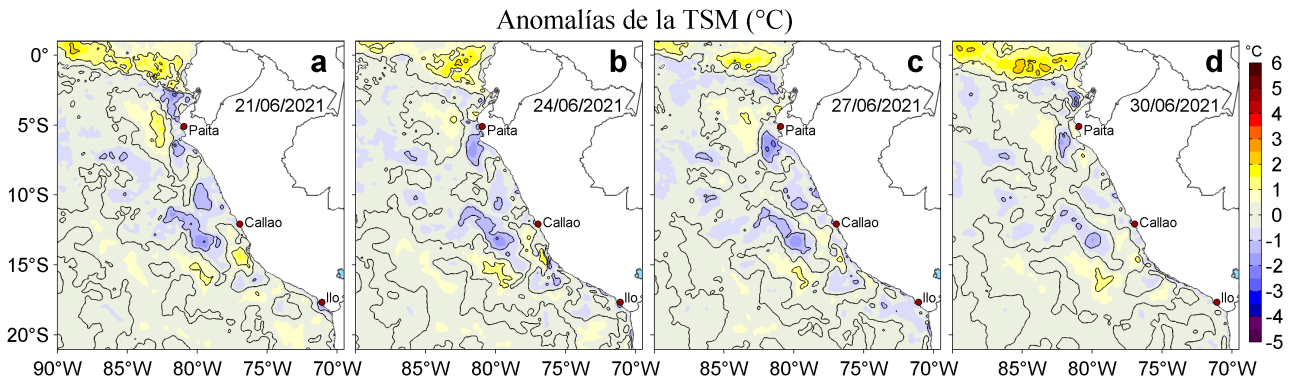 Anomalías de la TSM (°C)
a b c d °C
21/06/2021 24/06/2021 27/06/2021 30/06/2021
0° 5°S 10°S 15°S 20°S
Paita Paita Paita Paita
Callao Callao Callao Callao
Ilo Ilo Ilo Ilo
6
5
4
3
2
1
0
-1
-2
-3
-4
-5
90°W 85°W 80°W 75°W 70°W 85°W 80°W 75°W 70°W 85°W 80°W 75°W 70°W 85°W 80°W 75°W 70°W